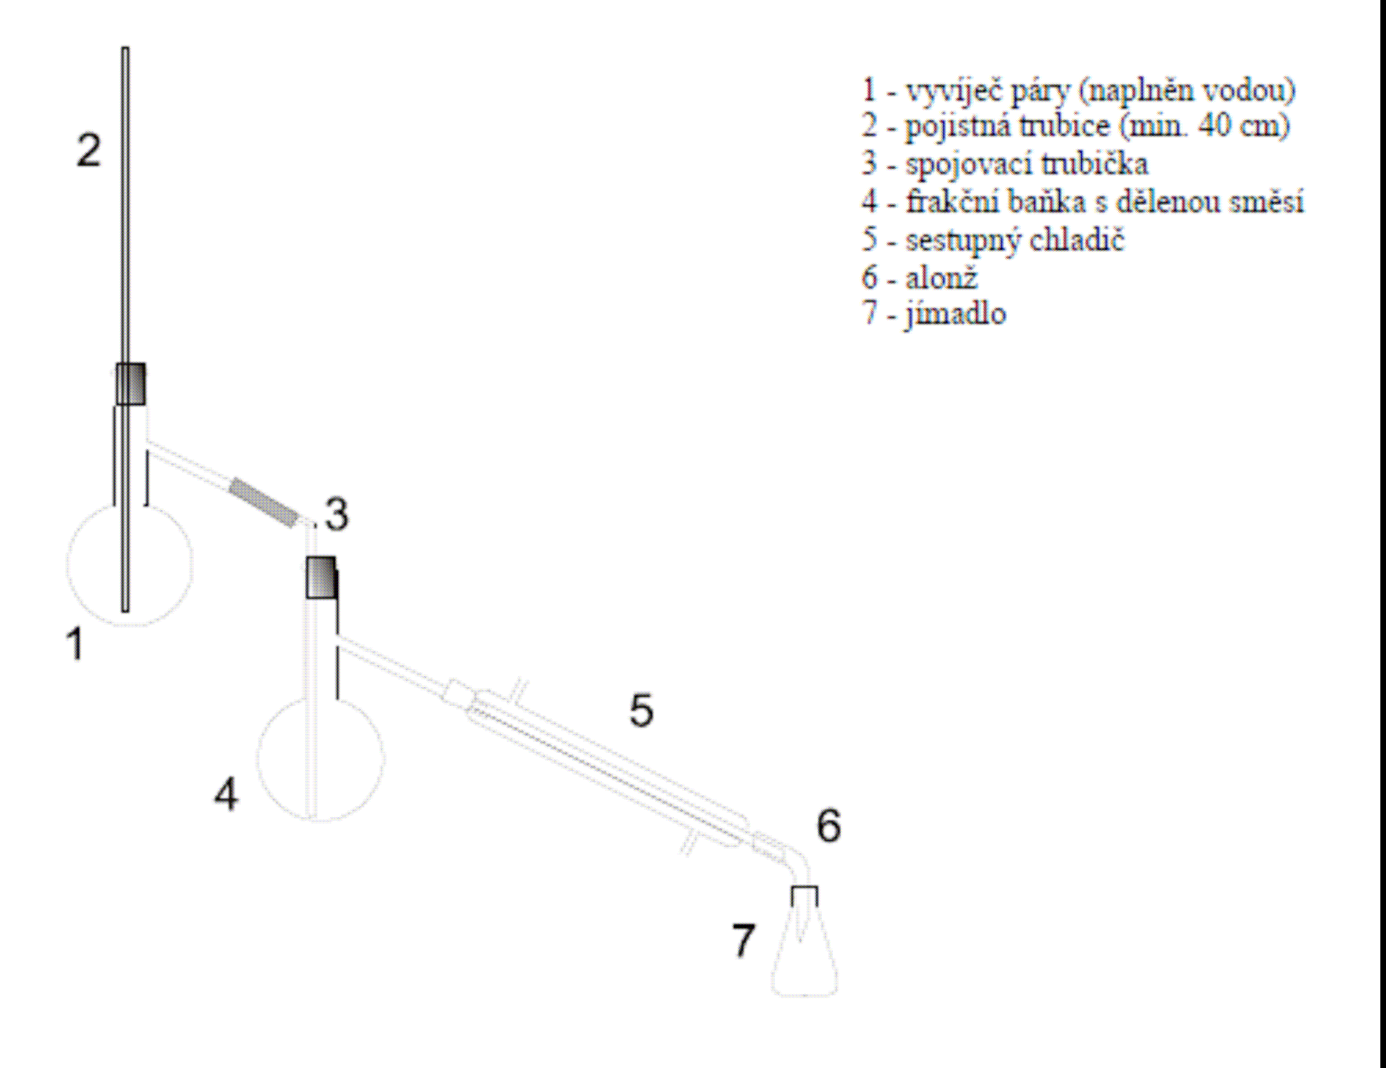 1 - vyvíječ páry (naplněn vodou)
2 - pojistná trubice (min. 40 cm)
3 - spojovací trubička
4 - frakční baňka s dělenou směsí
5 - sestupný chladič
6 - alonž
7 - jímadlo
2
3
1
5
4
6
7